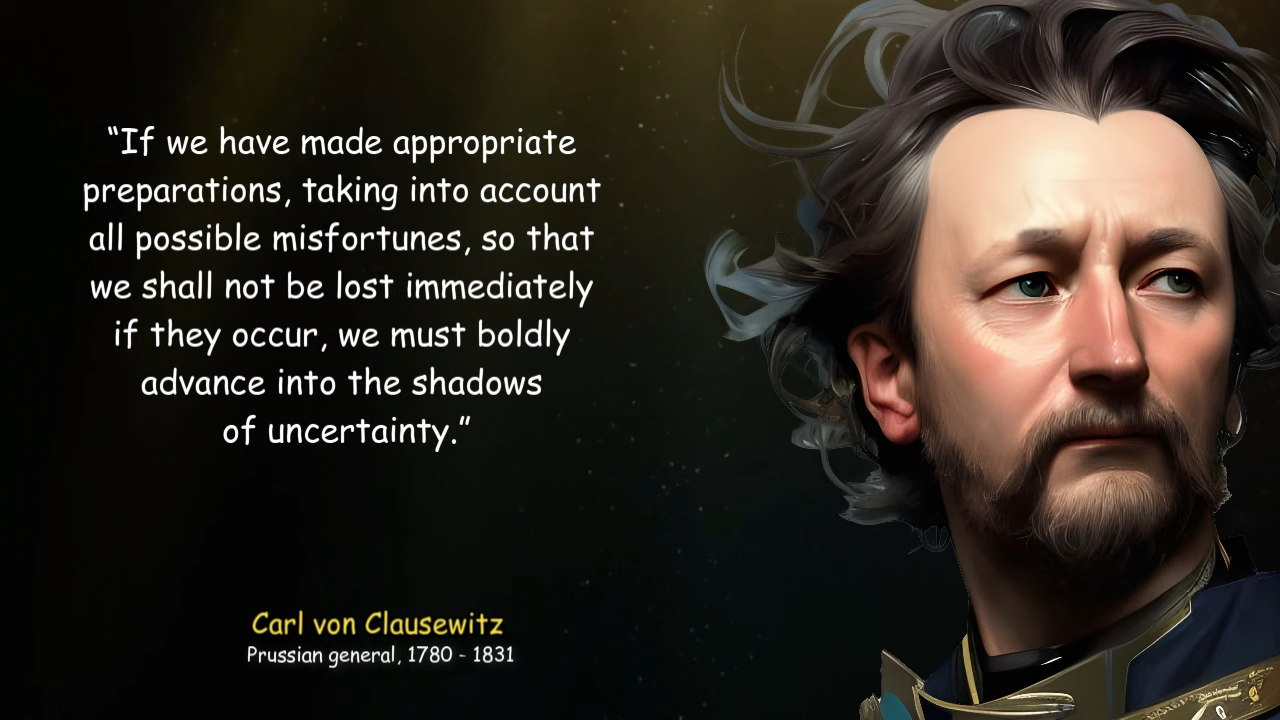 “If we have made appropriate
preparations, taking into account
all possible misfortunes, so that
we shall not be lost immediately
if they occur, we must boldly
advance into the shadows
of uncertainty.”
Carl von Clausewitz
Prussian general, 1780 - 1831